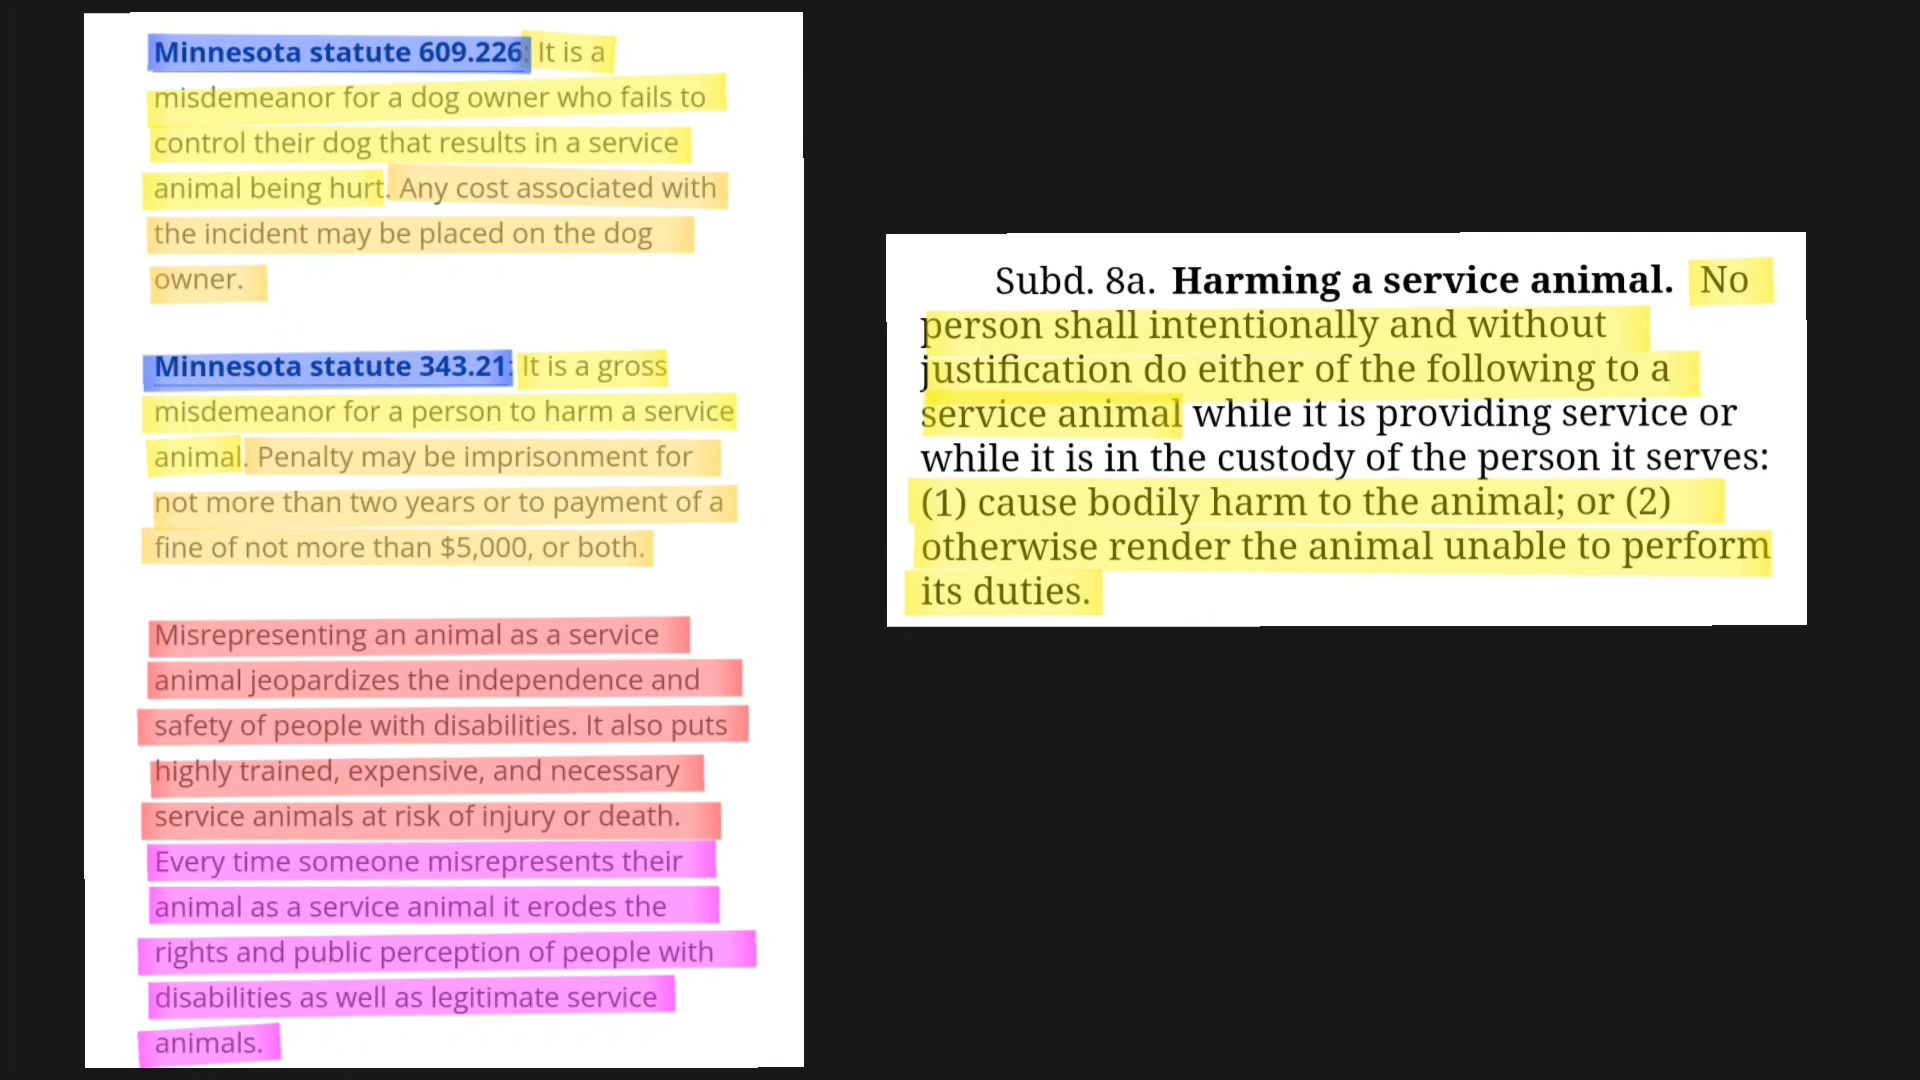 Minnesota statute 609.226: It is a
misdemeanor for a dog owner who fails to
control their dog that results in a service
animal being hurt. Any cost associated with
the incident may be placed on the dog
owner.
Minnesota statute 343.21: It is a gross
misdemeanor for a person to harm a service
animal. Penalty may be imprisonment for
not more than two years or to payment of a
fine of not more than $5,000, or both.
Misrepresenting an animal as a service
animal jeopardizes the independence and
safety of people with disabilities. It also puts
highly trained, expensive, and necessary
service animals at risk of injury or death.
Every time someone misrepresents their
animal as a service animal it erodes the
rights and public perception of people with
disabilities as well as legitimate service
animals.
Subd. 8a. Harming a service animal. No
person shall intentionally and without
justification do either of the following to a
service animal while it is providing service or
while it is in the custody of the person it serves:
(1) cause bodily harm to the animal; or (2)
otherwise render the animal unable to perform
its duties.